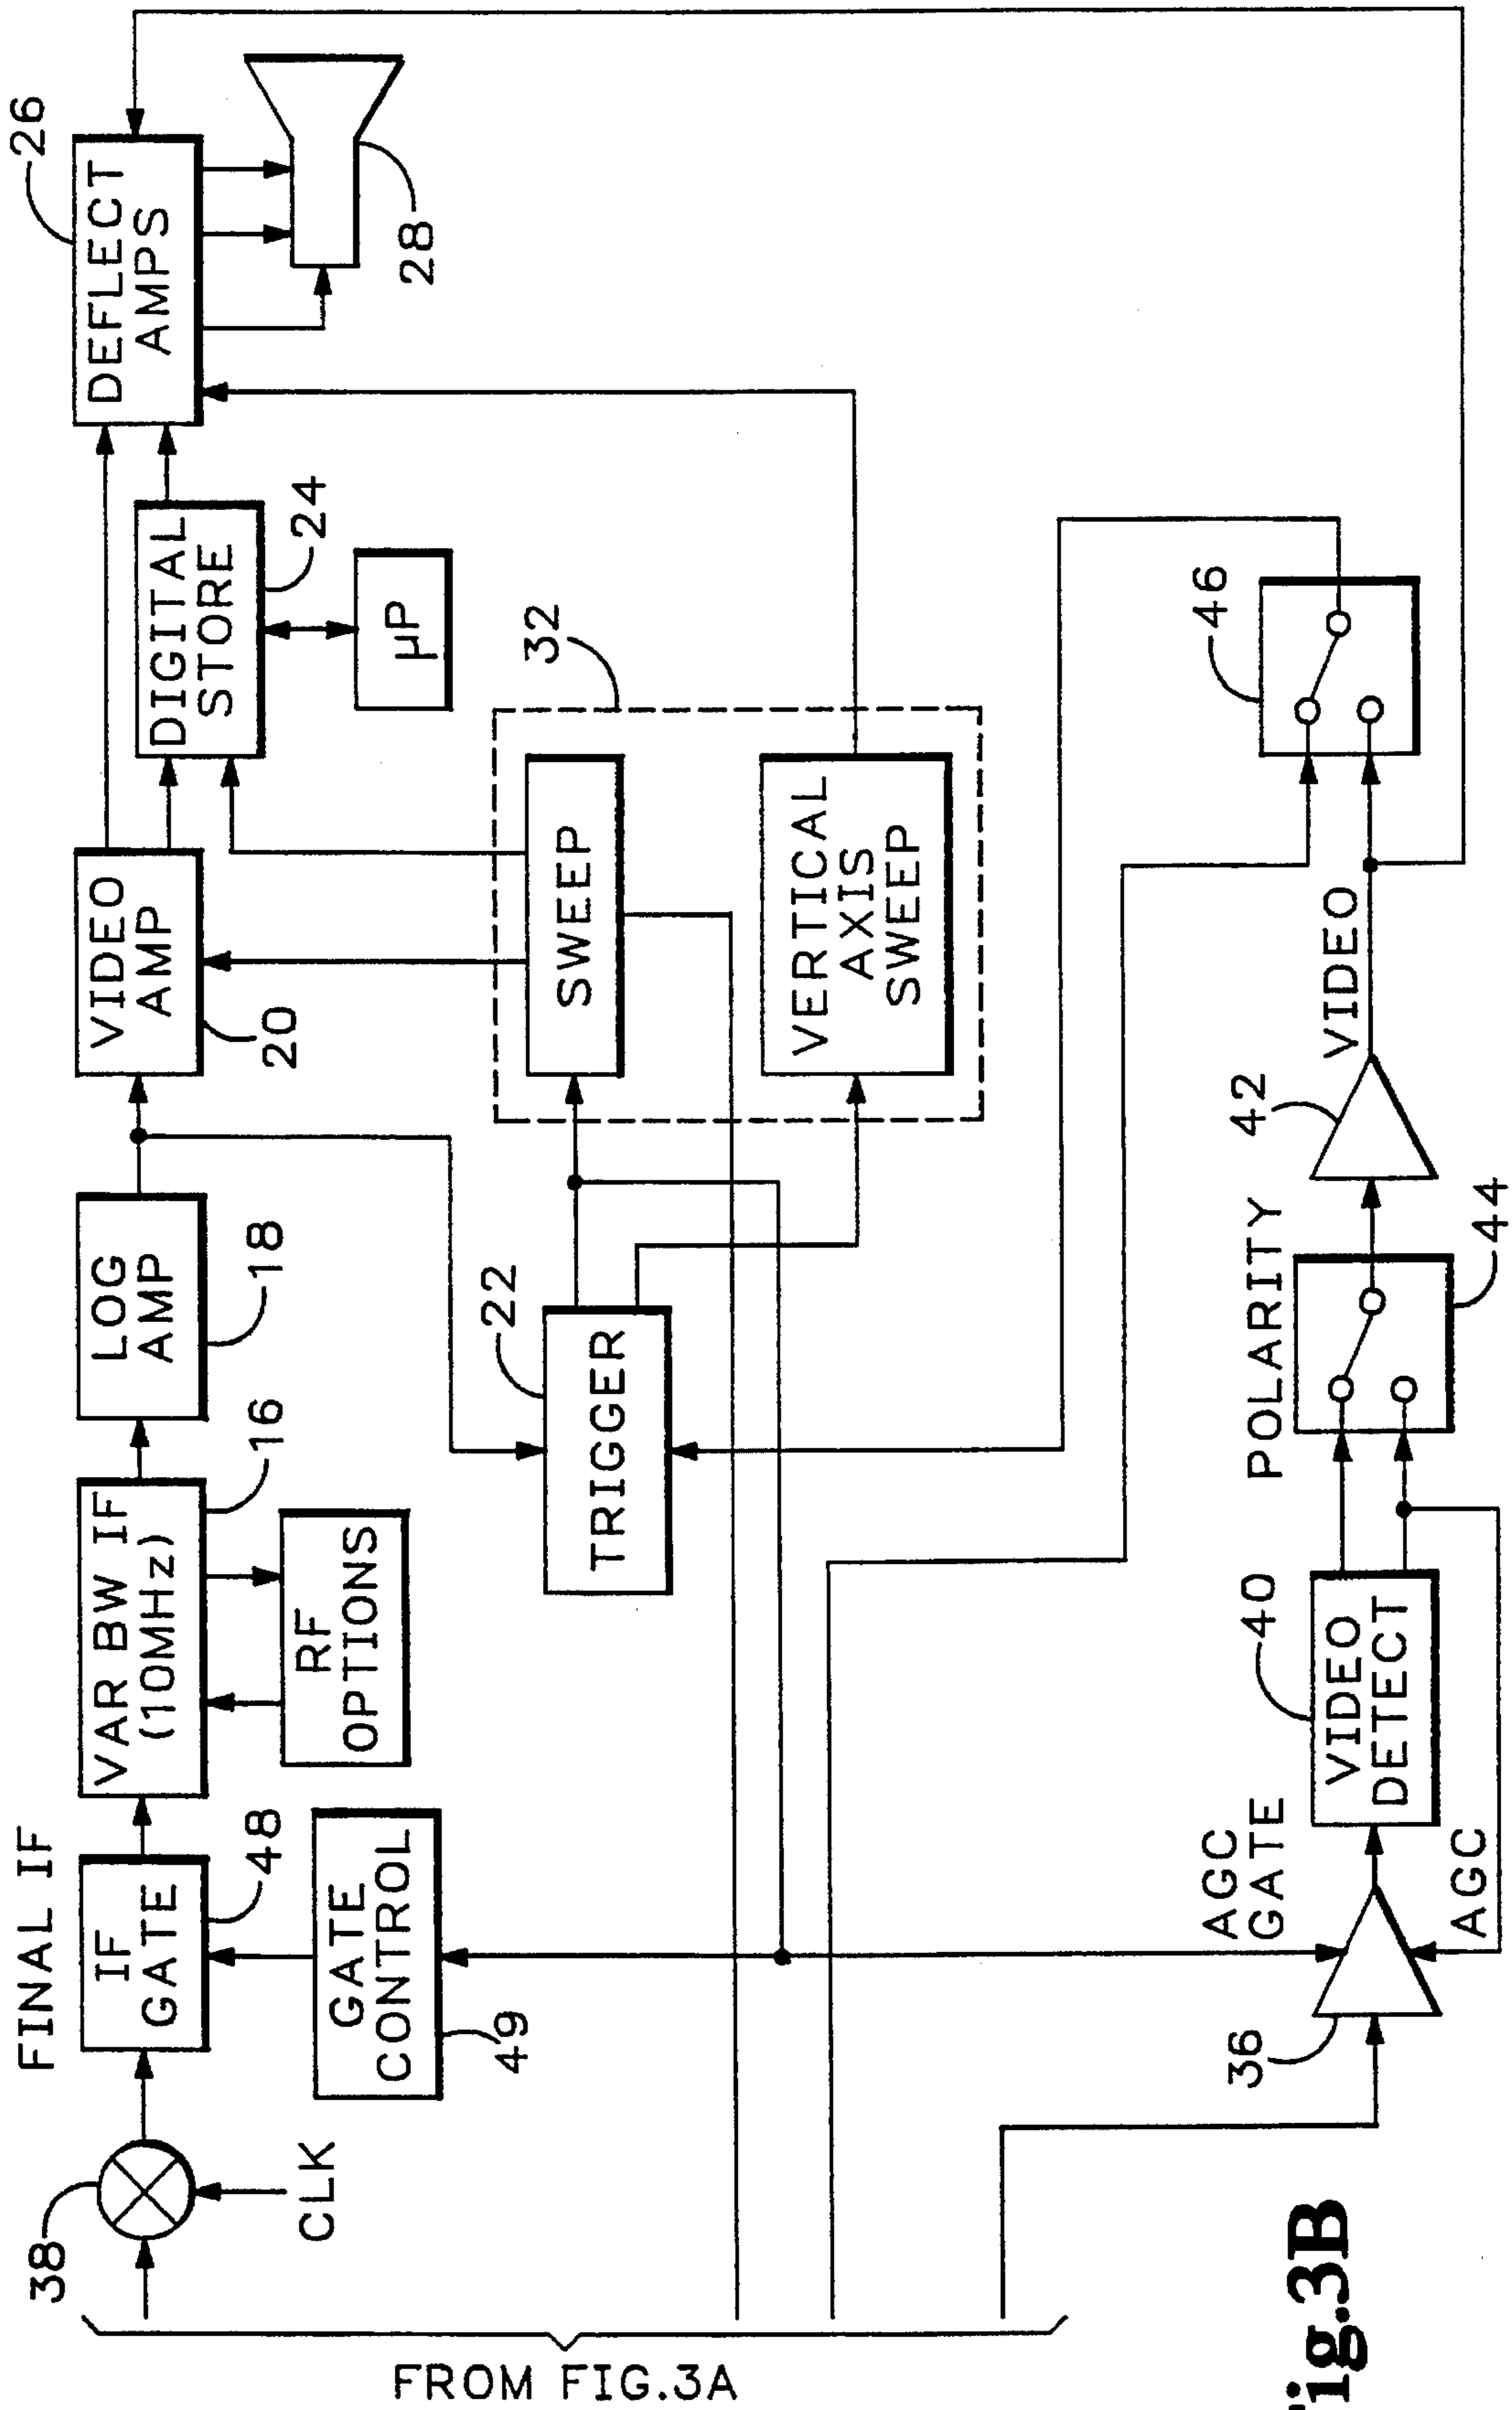 FINAL IF
38
CLK
IF
GATE
48
GATE
CONTROL
49
VAR BW IF
(10MHz)
16
RF
OPTIONS
LOG
AMP
18
VIDEO
AMP
20
DIGITAL
STORE
24
µP
DEFLECT
AMPS
26
28
TRIGGER
22
SWEEP
32
VERTICAL
AXIS
SWEEP
FROM FIG.3A
36
AGC
GATE
AGC
VIDEO
DETECT
40
POLARITY
44
42
VIDEO
46
Fig.3B